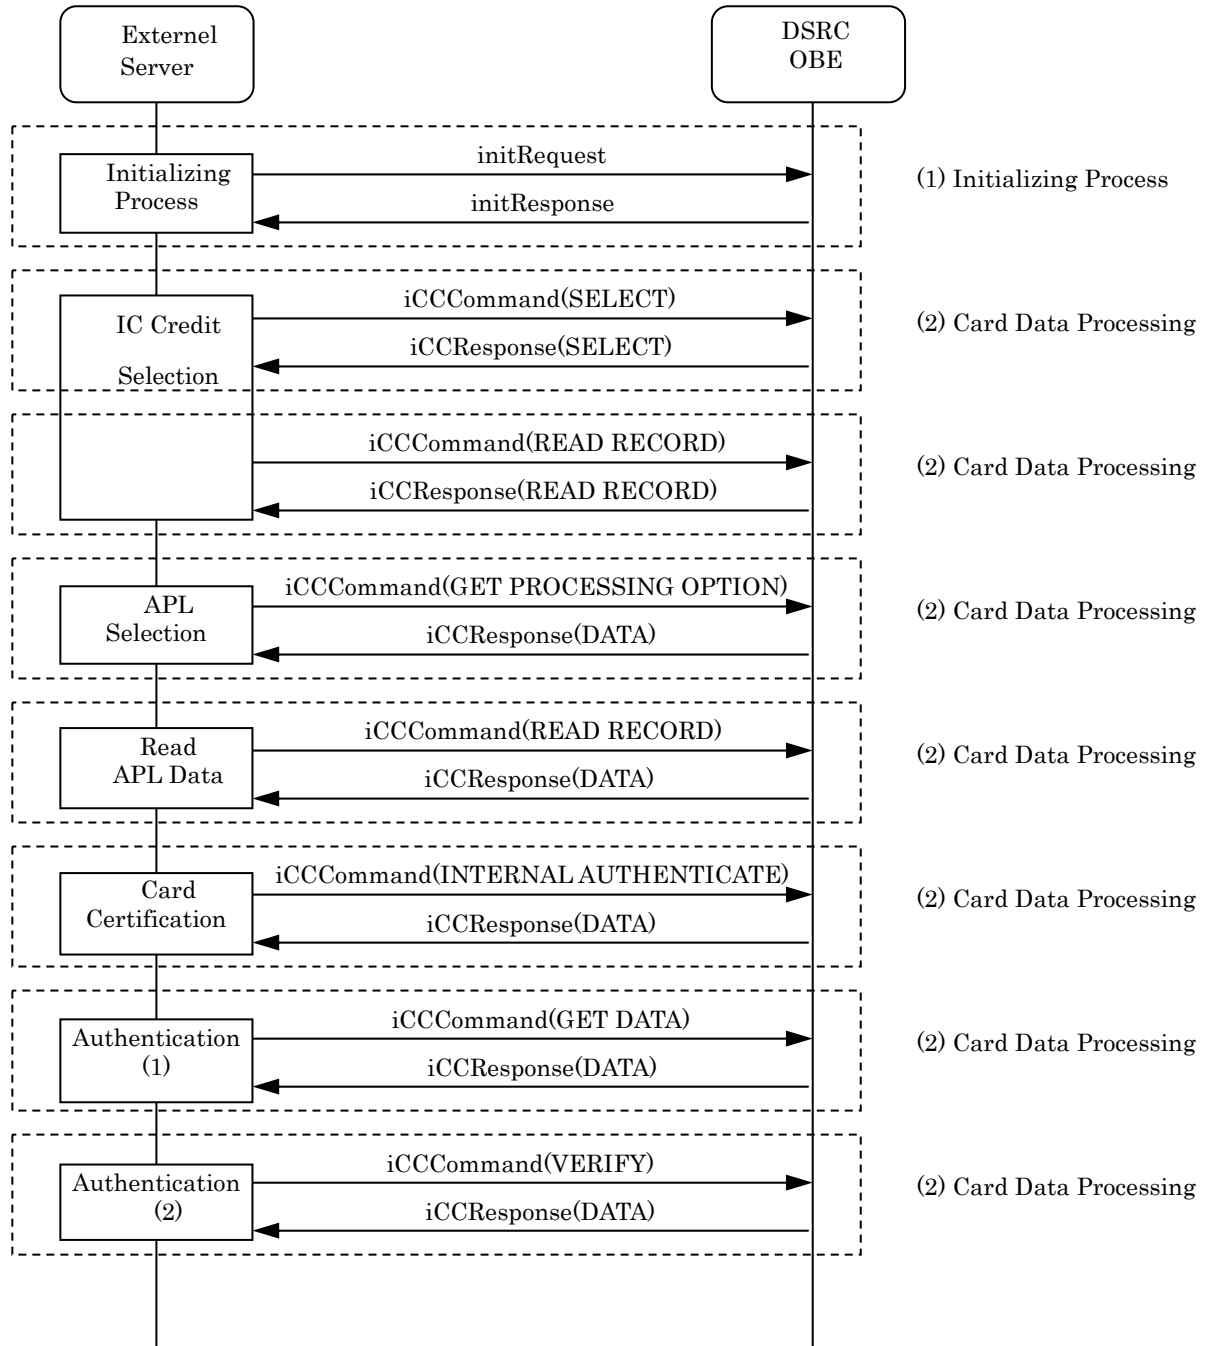 Externel
Server
DSRC
OBE
Initializing
Process
initRequest
initResponse
(1) Initializing Process
IC Credit
Selection
iCCCommand(SELECT)
iCCResponse(SELECT)
(2) Card Data Processing
iCCCommand(READ RECORD)
iCCResponse(READ RECORD)
(2) Card Data Processing
APL
Selection
iCCCommand(GET PROCESSING OPTION)
iCCResponse(DATA)
(2) Card Data Processing
Read
APL Data
iCCCommand(READ RECORD)
iCCResponse(DATA)
(2) Card Data Processing
Card
Certification
iCCCommand(INTERNAL AUTHENTICATE)
iCCResponse(DATA)
(2) Card Data Processing
Authentication
(1)
iCCCommand(GET DATA)
iCCResponse(DATA)
(2) Card Data Processing
Authentication
(2)
iCCCommand(VERIFY)
iCCResponse(DATA)
(2) Card Data Processing